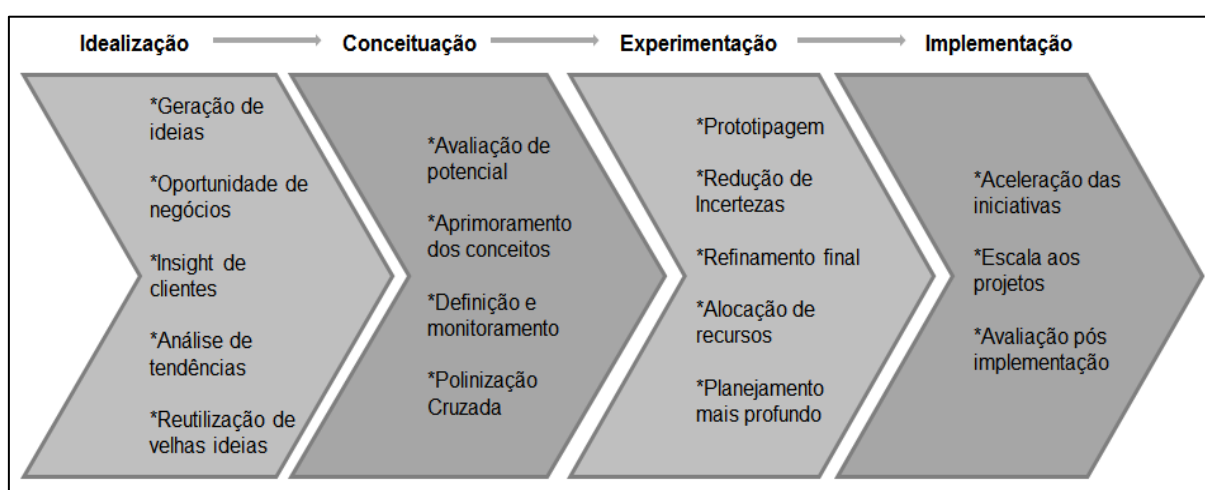 Idealização
Conceituação
Experimentação
Implementação
*Geração de
ideias
*Oportunidade de
negócios
*Insight de
clientes
*Análise de
tendências
*Reutilização de
velhas ideias
*Avaliação de
potencial
*Aprimoramento
dos conceitos
*Definição e
monitoramento
*Polinização
Cruzada
*Prototipagem
*Redução de
Incertezas
*Refinamento final
*Alocação de
recursos
*Planejamento
mais profundo
*Aceleração das
iniciativas
*Escala aos
projetos
*Avaliação pós
implementação